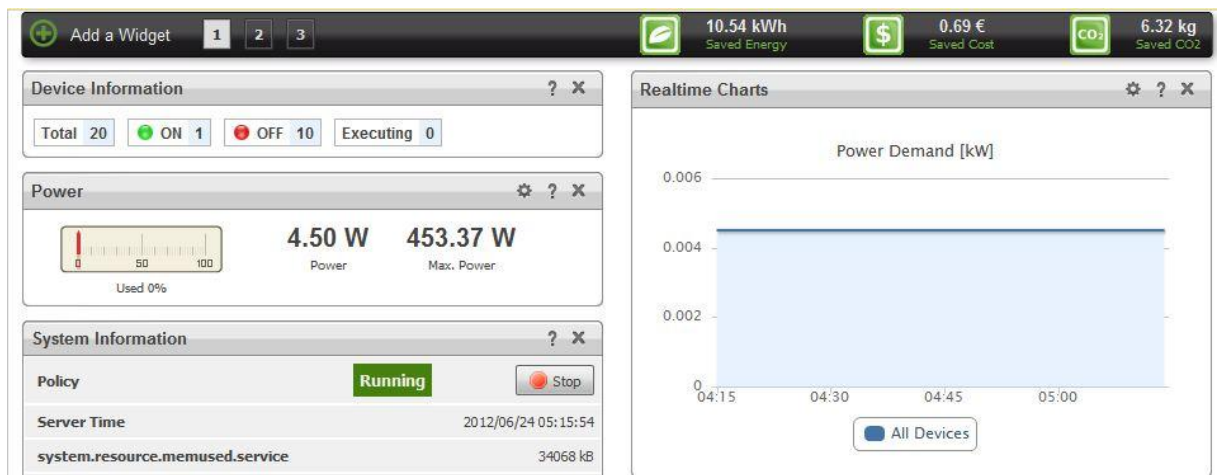 Add a Widget 1 2 3
10.54 kWh
Saved Energy
0.69 €
Saved Cost
CO2
6.32 kg
Saved CO2
Device Information ? X
Total 20 ON 1 OFF 10 Executing 0
Power ? X
0 50 100
Used 0%
4.50 W
Power
453.37 W
Max. Power
System Information ? X
Policy Running Stop
Server Time 2012/06/24 05:15:54
system.resource.memused.service 34068 kB
Realtime Charts ? X
Power Demand [kW]
0.006
0.004
0.002
0
04:15 04:30 04:45 05:00
All Devices